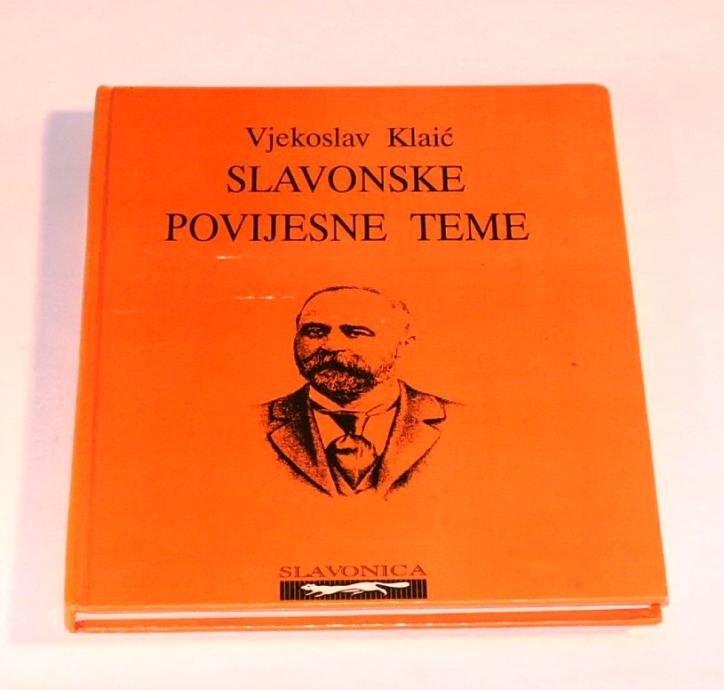 Vjekoslav Klaić
SLAVONSKE
POVIJESNE TEME
SLAVONICA